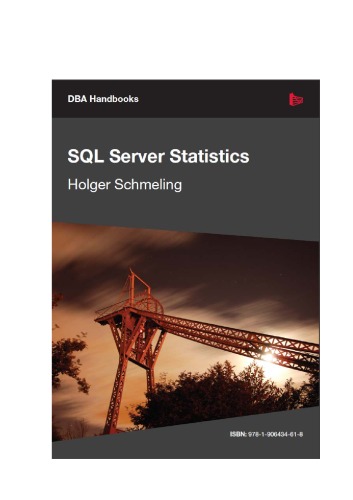 DBA Handbooks
SQL Server Statistics
Holger Schmeling
ISBN: 978-1-906434-61-8